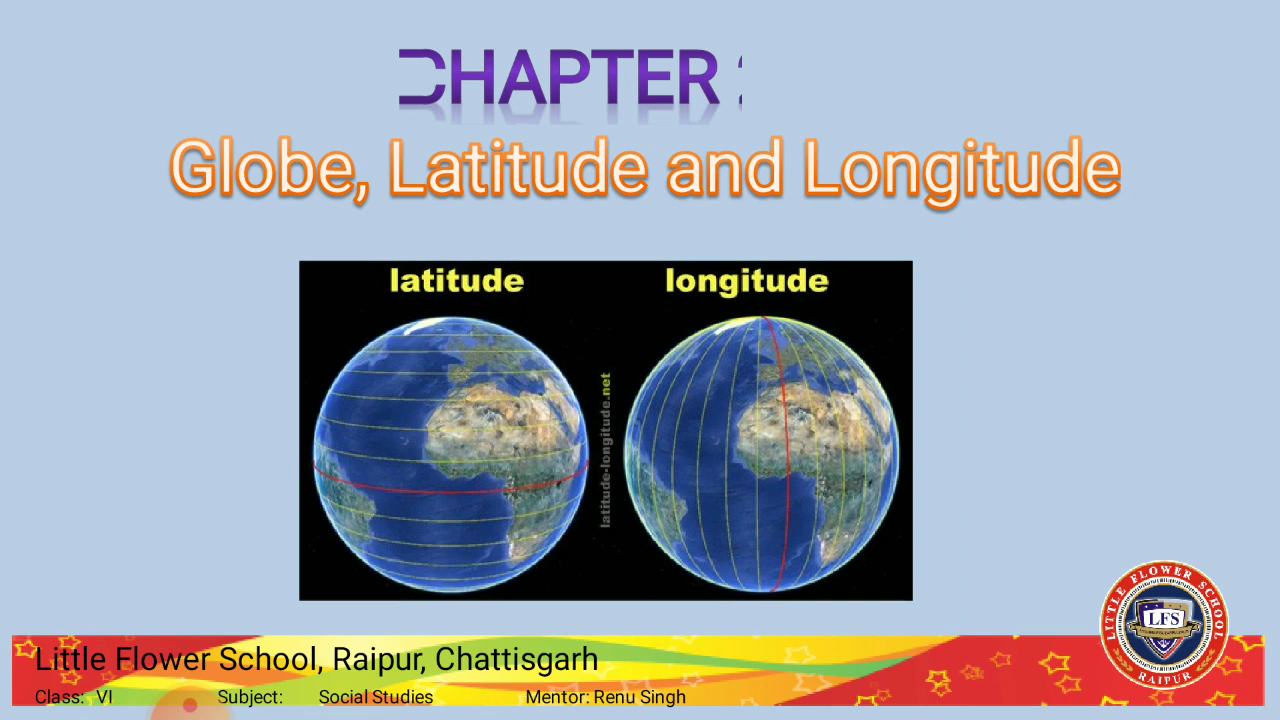 CHAPTER
Globe, Latitude and Longitude
latitude longitude
latitude-longitude.net
LITTLE FLOWER SCHOOL
LFS
RAIPUR
Little Flower School, Raipur, Chattisgarh
Class: VI Subject: Social Studies Mentor: Renu Singh